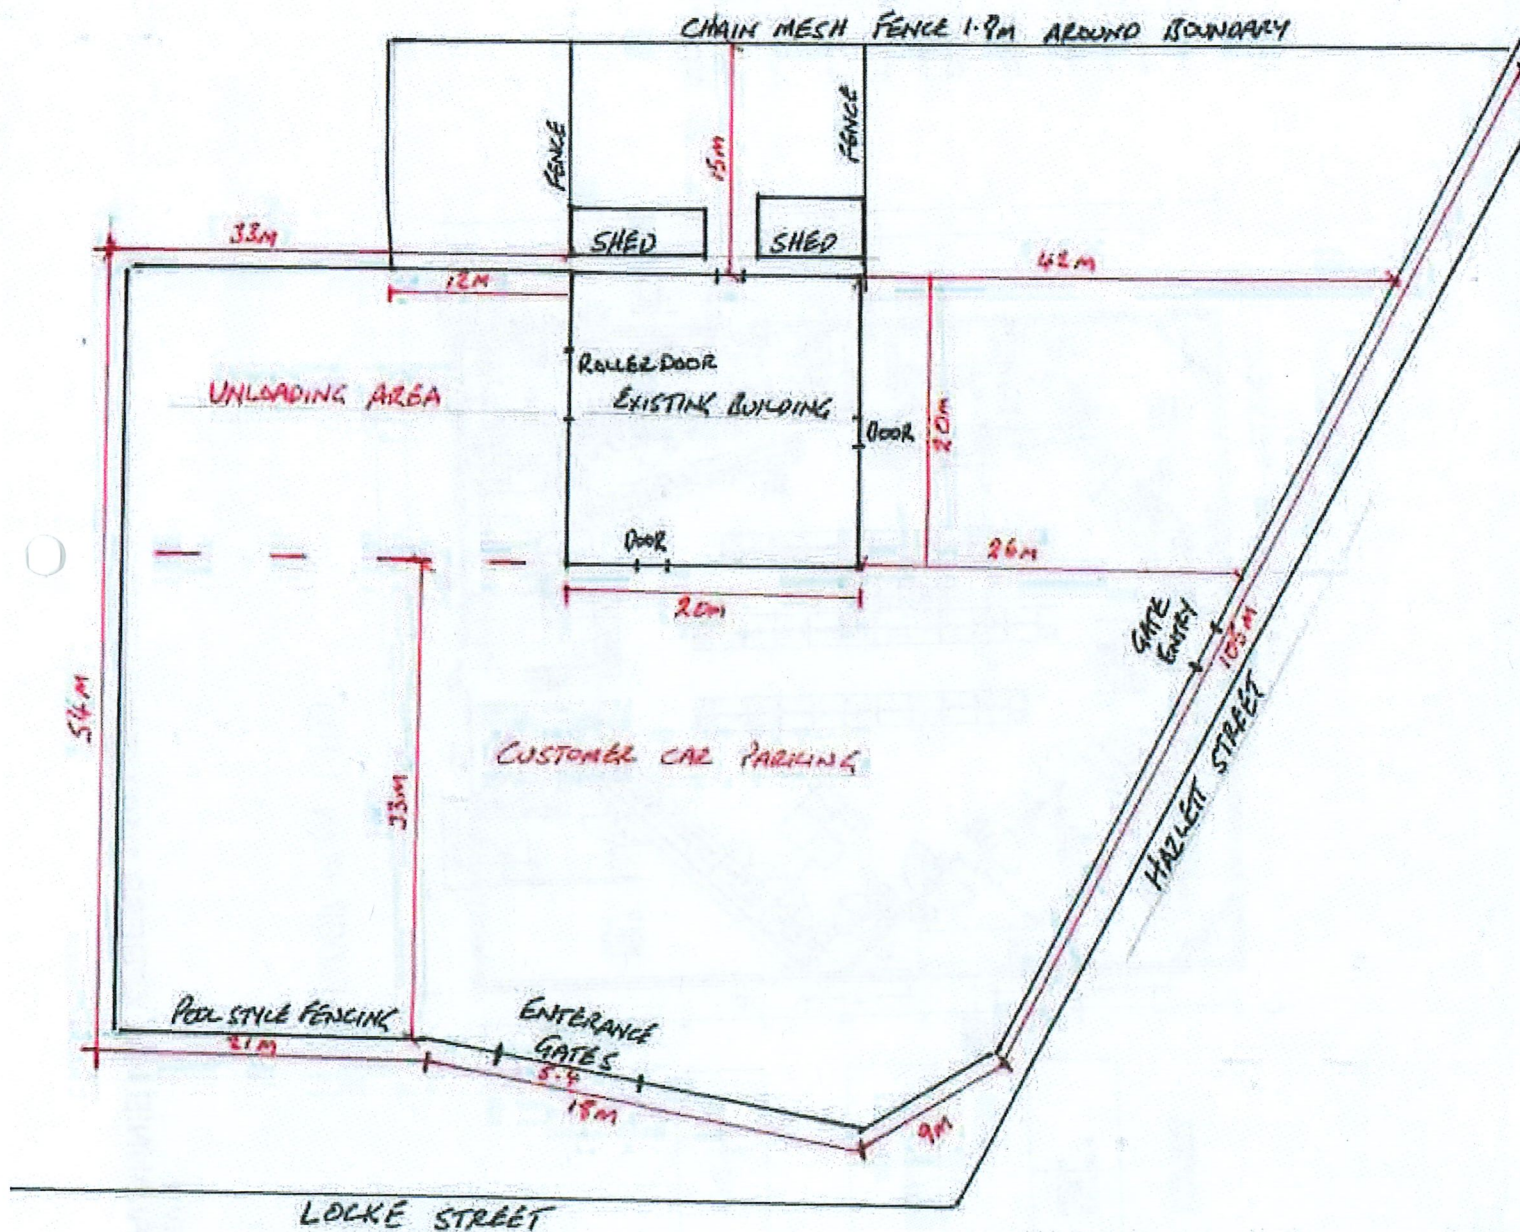 CHAIN MESH FENCE 1.8M AROUND BOUNDARY
FENCE
15M
FENCE
SHED
SHED
33M
12M
42M
ROLLER DOOR
UNLOADING AREA
EXISTING BUILDING
DOOR
20M
DOOR
26M
20M
GATE
ENTRY
54M
CUSTOMER CAR PARKING
33M
HAZLETT STREET
POOL STYLE FENCING
21M
ENTERANCE
GATES
5.4
18M
9M
LOCKE STREET